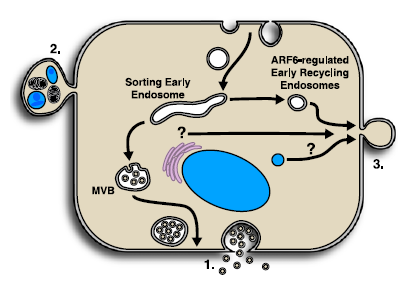 2.
Sorting Early
Endosome
ARF6-regulated
Early Recycling
Endosomes
?
?
3.
MVB
1.